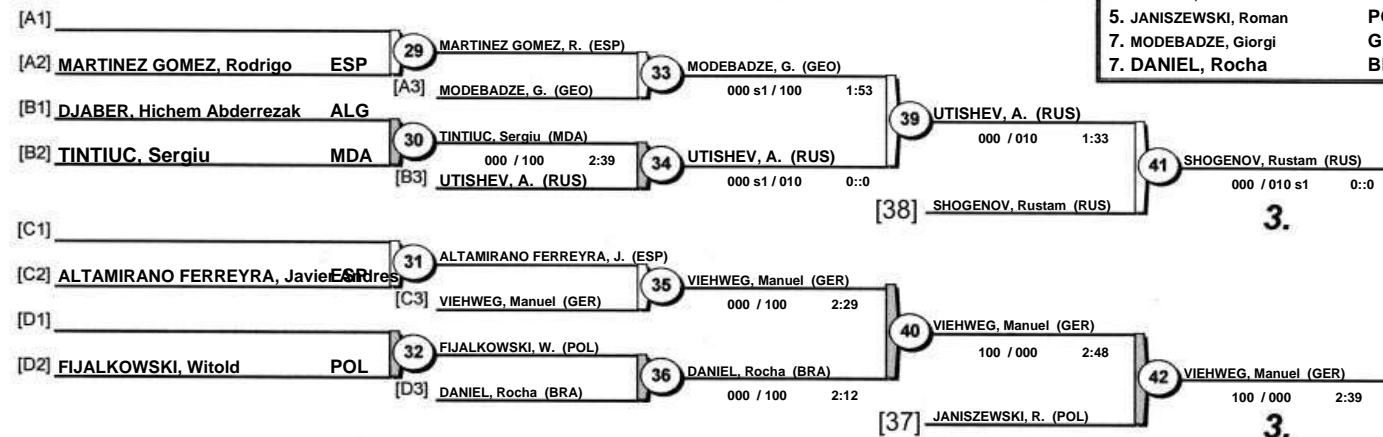 5. JANISZEWSKI, Roman
7. MODEBADZE, Giorgi
7. DANIEL, Rocha
[A1]
[A2] MARTINEZ GOMEZ, Rodrigo ESP
29
MARTINEZ GOMEZ, R. (ESP)
[A3] MODEBADZE, G. (GEO)
33
MODEBADZE, G. (GEO)
000 s1 / 100 1:53
[B1] DJABER, Hichem Abderrezak ALG
[B2] TINTIUC, Sergiu MDA
30
TINTIUC, Sergiu (MDA)
000 / 100 2:39
[B3] UTISHEV, A. (RUS)
34
UTISHEV, A. (RUS)
000 s1 / 010 0::0
39
UTISHEV, A. (RUS)
000 / 010 1:33
[38] SHOGENOV, Rustam (RUS)
41
SHOGENOV, Rustam (RUS)
000 / 010 s1 0::0
3.
[C1]
[C2] ALTAMIRANO FERREYRA, Javier Andres ESP
31
ALTAMIRANO FERREYRA, J. (ESP)
[C3] VIEHWEG, Manuel (GER)
35
VIEHWEG, Manuel (GER)
000 / 100 2:29
[D1]
[D2] FIJALKOWSKI, Witold POL
32
FIJALKOWSKI, W. (POL)
[D3] DANIEL, Rocha (BRA)
36
DANIEL, Rocha (BRA)
000 / 100 2:12
40
VIEHWEG, Manuel (GER)
100 / 000 2:48
[37] JANISZEWSKI, R. (POL)
42
VIEHWEG, Manuel (GER)
100 / 000 2:39
3.